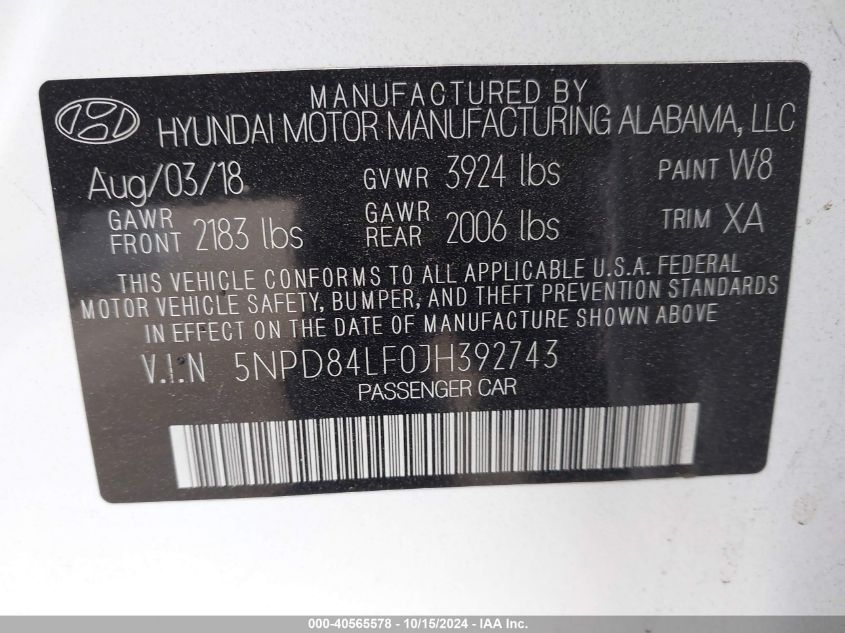 MANUFACTURED BY
HYUNDAI MOTOR MANUFACTURING ALABAMA, LLC
Aug/03/18 GVWR 3924 lbs PAINT W8
GAWR FRONT 2183 lbs GAWR REAR 2006 lbs TRIM XA
THIS VEHICLE CONFORMS TO ALL APPLICABLE U.S.A. FEDERAL
MOTOR VEHICLE SAFETY, BUMPER, AND THEFT PREVENTION STANDARDS
IN EFFECT ON THE DATE OF MANUFACTURE SHOWN ABOVE
V.I.N 5NPD84LF0JH392743
PASSENGER CAR
000-40565578 - 10/15/2024 - IAA Inc.